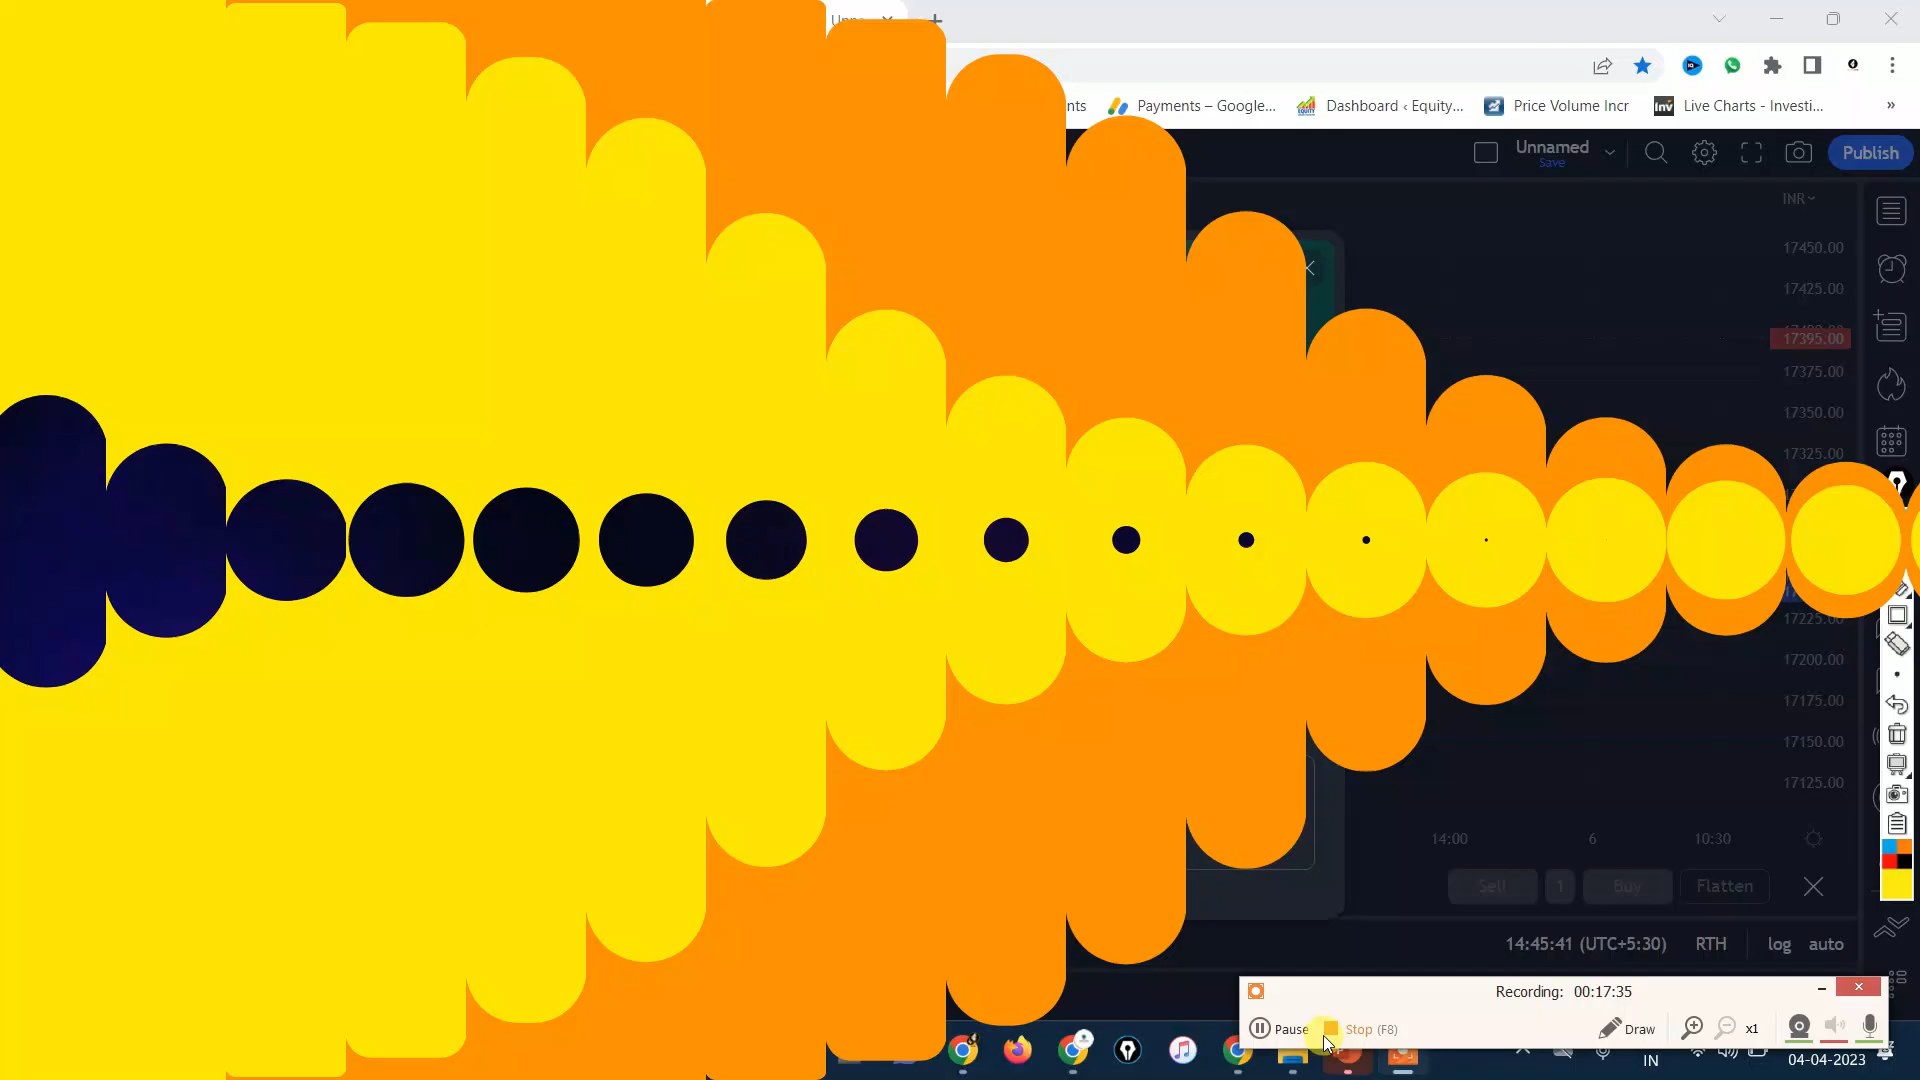 nts
Payments – Google...
Dashboard ‹ Equity...
Price Volume Incr
Inv
Live Charts - Investi...
»
Unnamed
Save
Publish
INR
17450.00
17425.00
17395.00
17375.00
17350.00
17325.00
17225.00
17200.00
17175.00
17150.00
17125.00
14:00
6
10:30
Sell
1
Buy
Flatten
14:45:41 (UTC+5:30)
RTH
log
auto
Recording: 00:17:35
Pause
Stop (F8)
Draw
x1
IN
04-04-2023